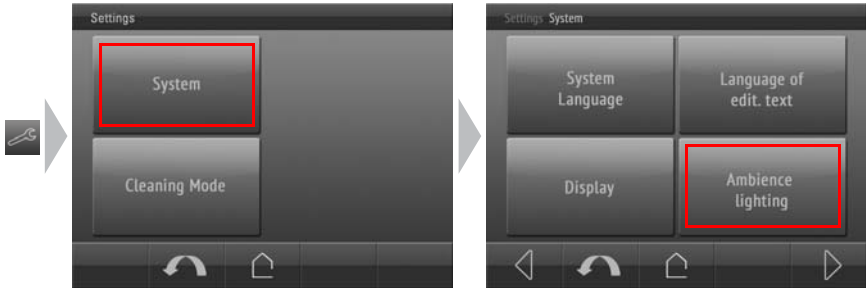 Settings
System
Cleaning Mode
Settings System
System
Language
Language of
edit. text
Display
Ambience
lighting